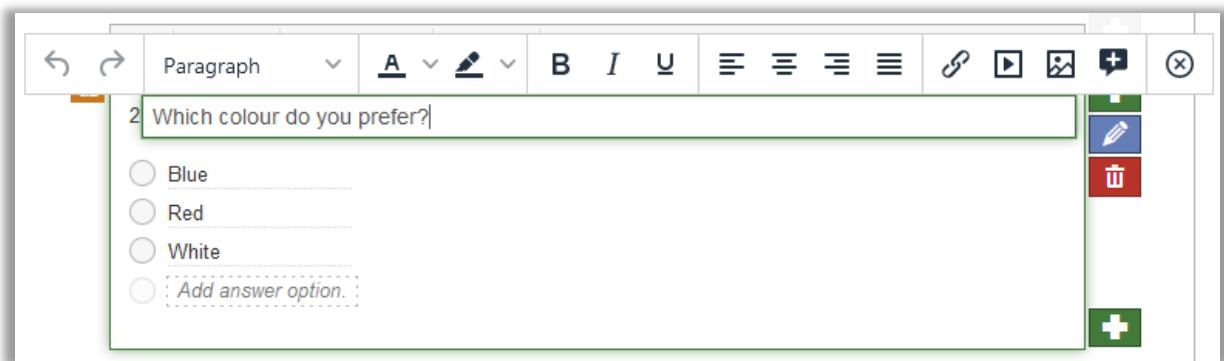 Paragraph
A
B I U
2 Which colour do you prefer?
Blue
Red
White
Add answer option.